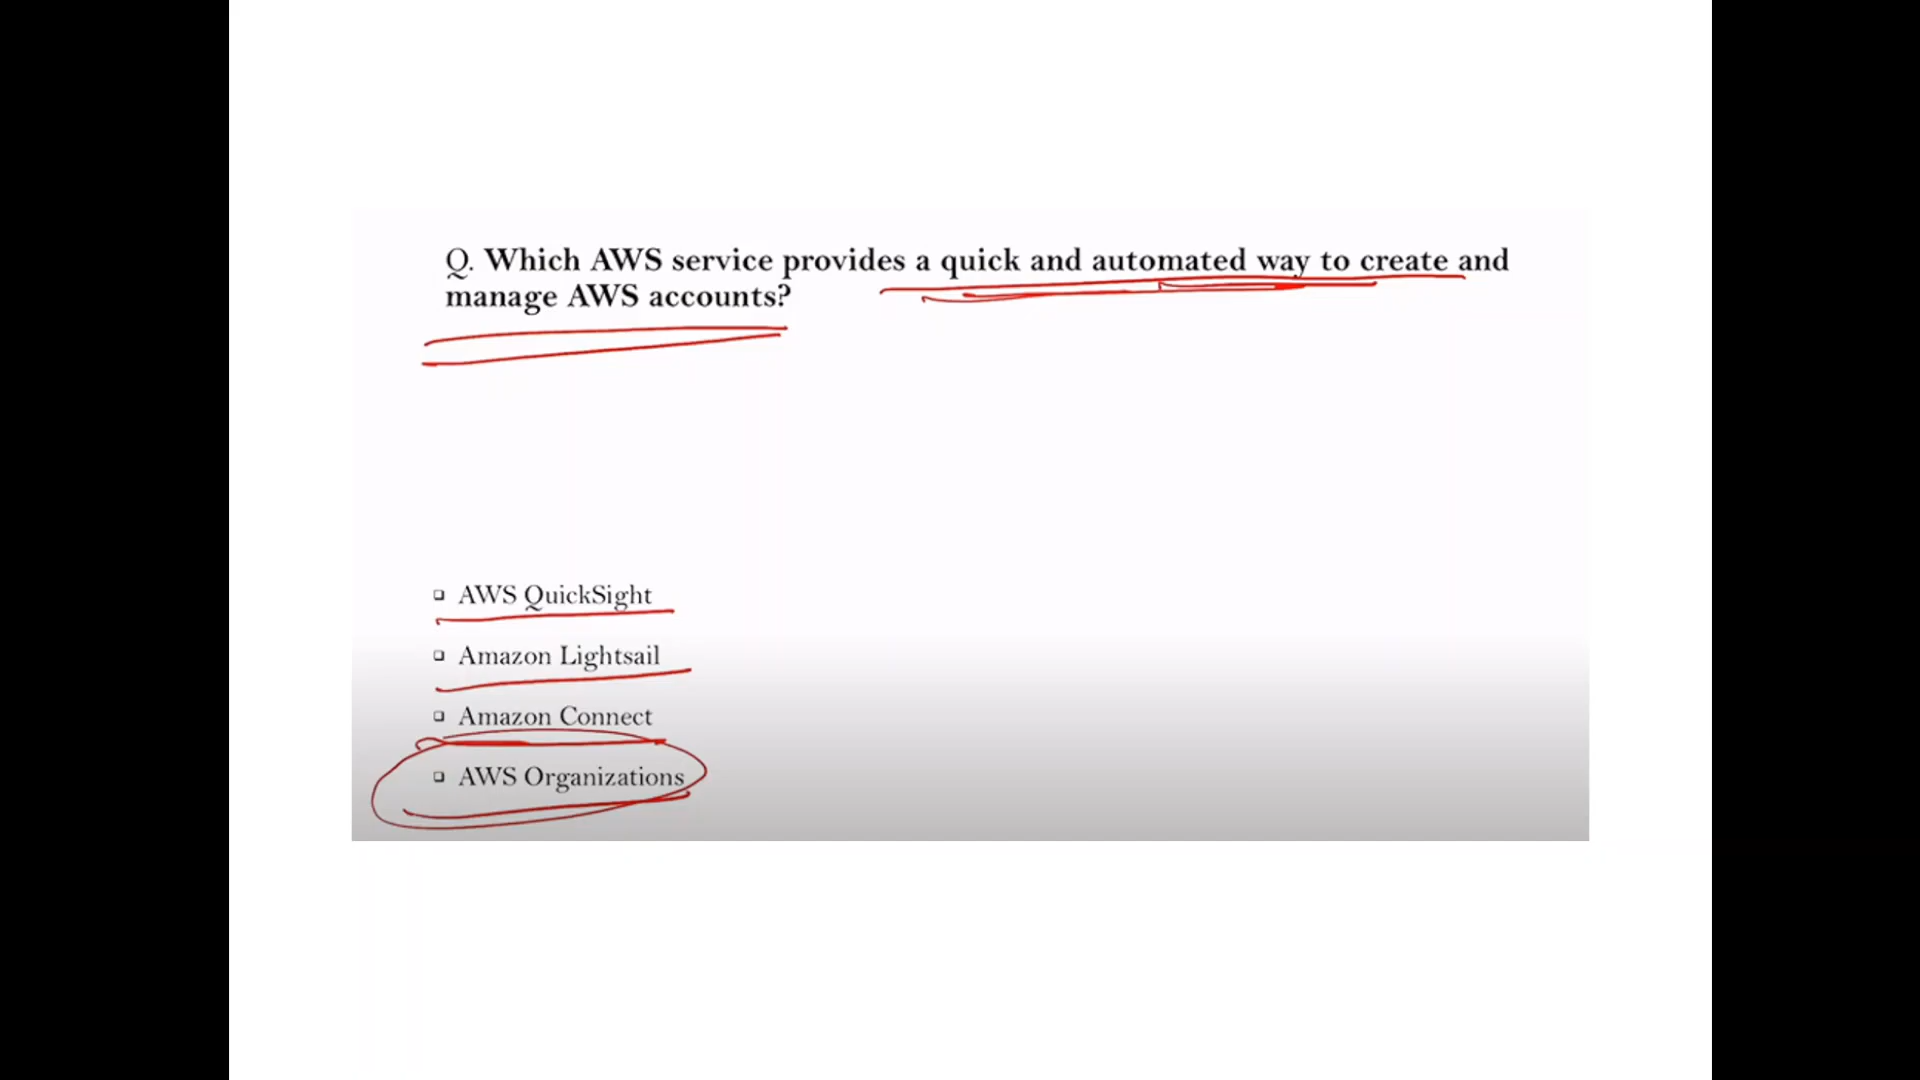 Q. Which AWS service provides a quick and automated way to create and
manage AWS accounts?
AWS QuickSight
Amazon Lightsail
Amazon Connect
AWS Organizations